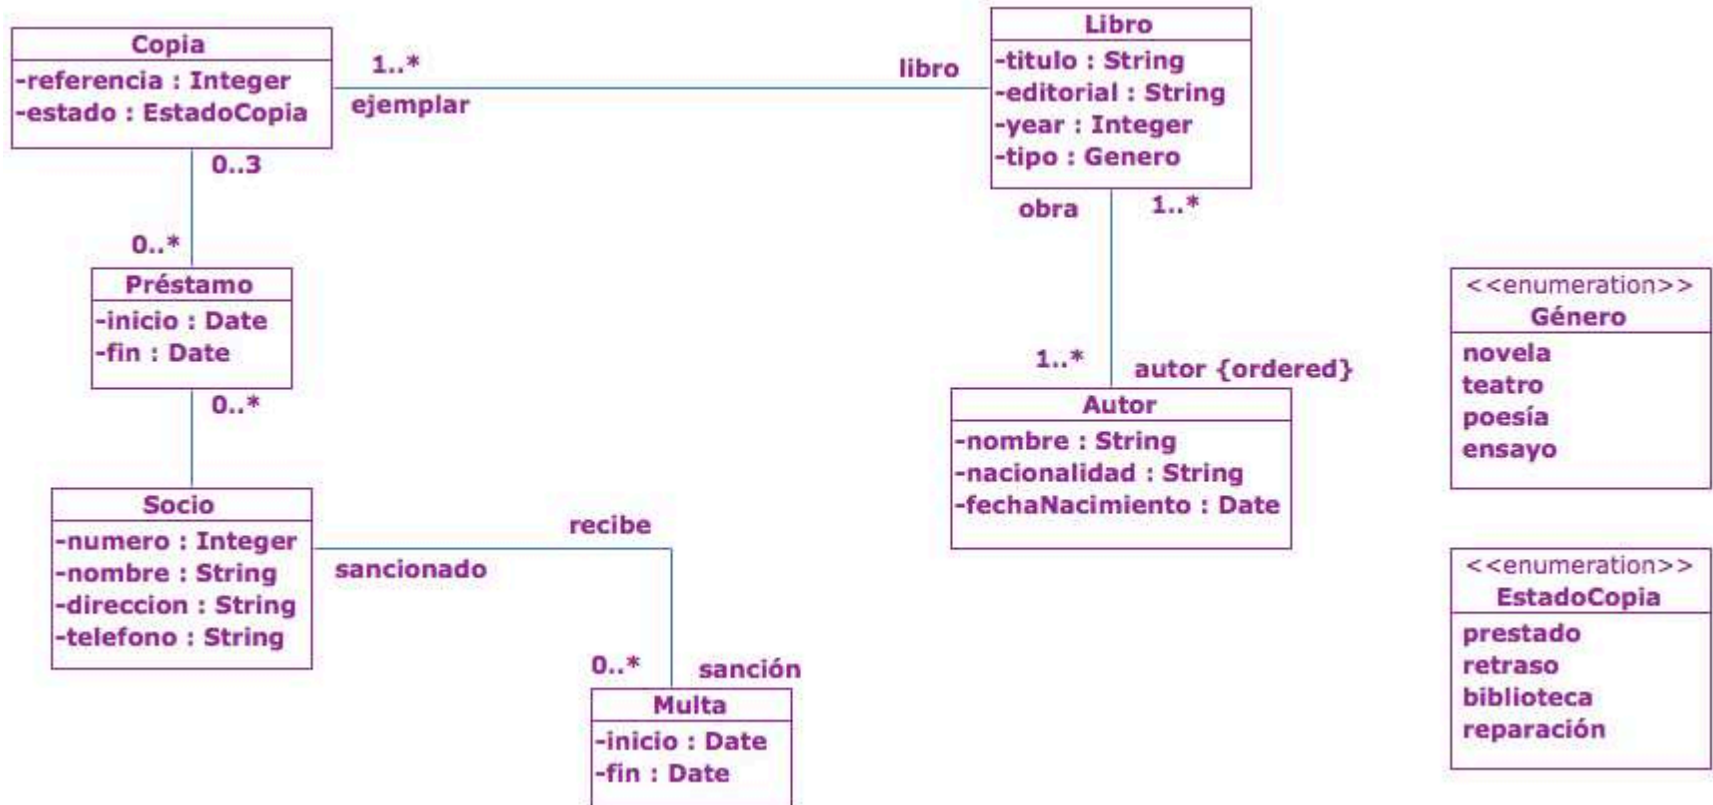 Copia
-referencia : Integer
-estado : EstadoCopia
1..*
ejemplar
libro
Libro
-titulo : String
-editorial : String
-year : Integer
-tipo : Genero
0..3
0..*
Préstamo
-inicio : Date
-fin : Date
0..*
obra
1..*
1..*
autor {ordered}
Autor
-nombre : String
-nacionalidad : String
-fechaNacimiento : Date
<<enumeration>>
Género
novela
teatro
poesía
ensayo
Socio
-numero : Integer
-nombre : String
-direccion : String
-telefono : String
recibe
sancionado
0..*
sanción
Multa
-inicio : Date
-fin : Date
<<enumeration>>
EstadoCopia
prestado
retraso
biblioteca
reparación